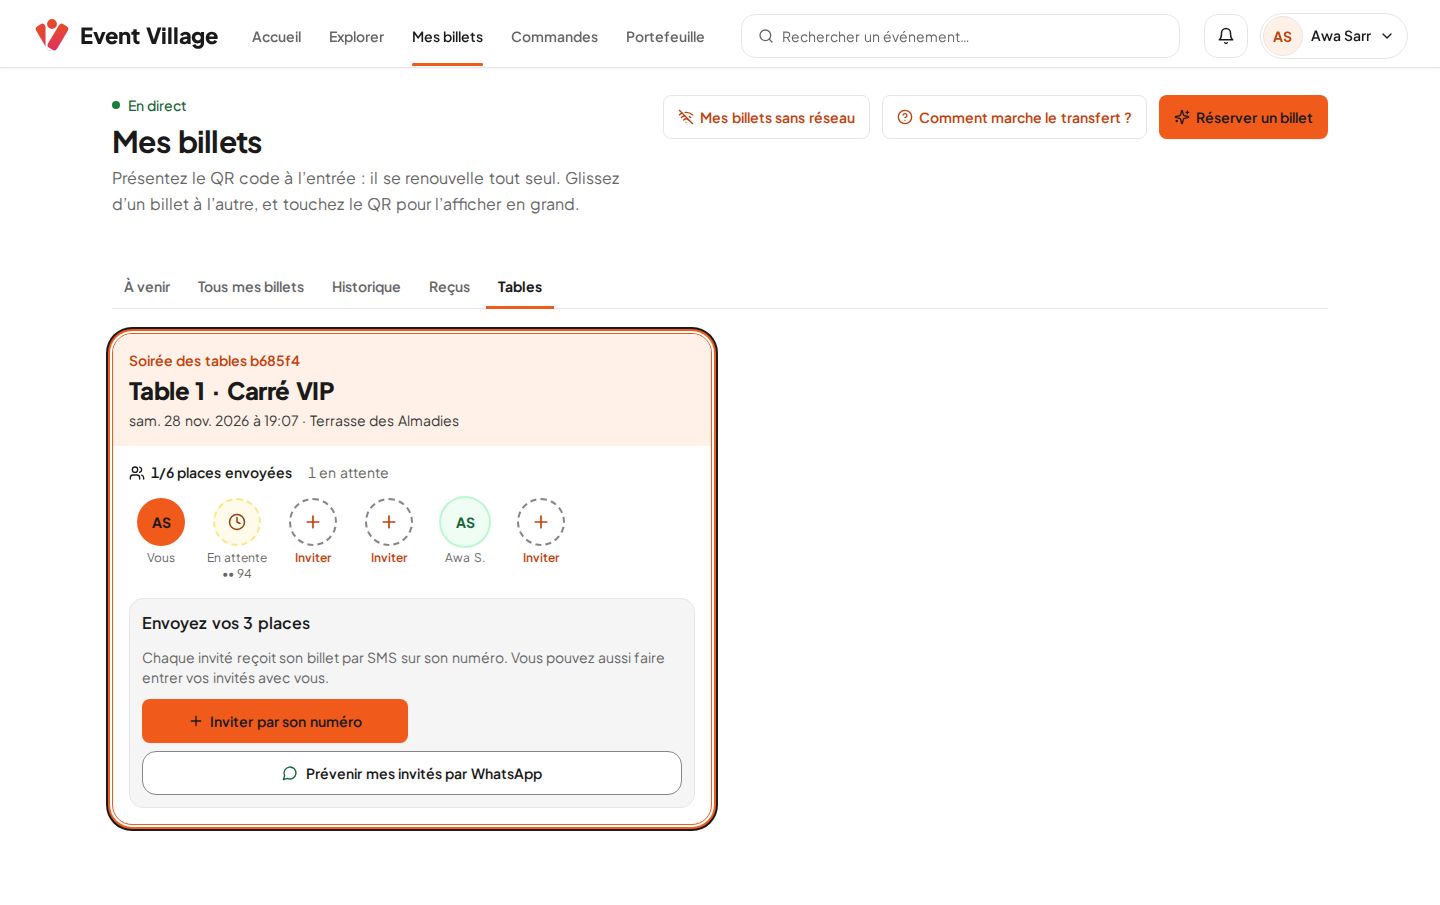 Event Village
Accueil
Explorer
Mes billets
Commandes
Portefeuille
Rechercher un événement…
AS
Awa Sarr
En direct
Mes billets
Présentez le QR code à l’entrée : il se renouvelle tout seul. Glissez
d’un billet à l’autre, et touchez le QR pour l’afficher en grand.
Mes billets sans réseau
Comment marche le transfert ?
Réserver un billet
À venir
Tous mes billets
Historique
Reçus
Tables
Soirée des tables b685f4
Table 1 · Carré VIP
sam. 28 nov. 2026 à 19:07 · Terrasse des Almadies
1/6 places envoyées
1 en attente
AS
Vous
En attente
•• 94
Inviter
Inviter
AS
Awa S.
Inviter
Envoyez vos 3 places
Chaque invité reçoit son billet par SMS sur son numéro. Vous pouvez aussi faire
entrer vos invités avec vous.
Inviter par son numéro
Prévenir mes invités par WhatsApp